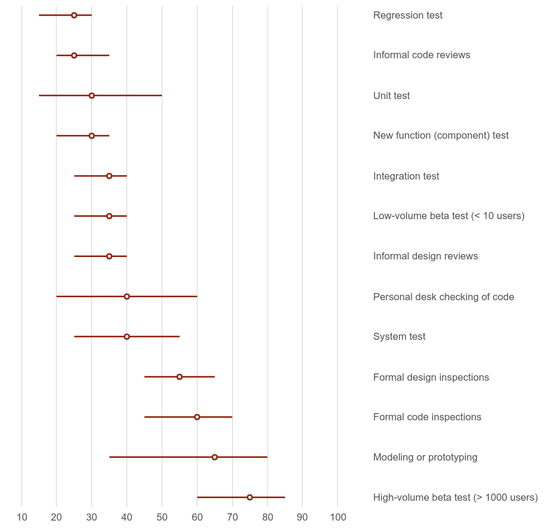 Regression test
Informal code reviews
Unit test
New function (component) test
Integration test
Low-volume beta test (< 10 users)
Informal design reviews
Personal desk checking of code
System test
Formal design inspections
Formal code inspections
Modeling or prototyping
High-volume beta test (> 1000 users)
10 20 30 40 50 60 70 80 90 100